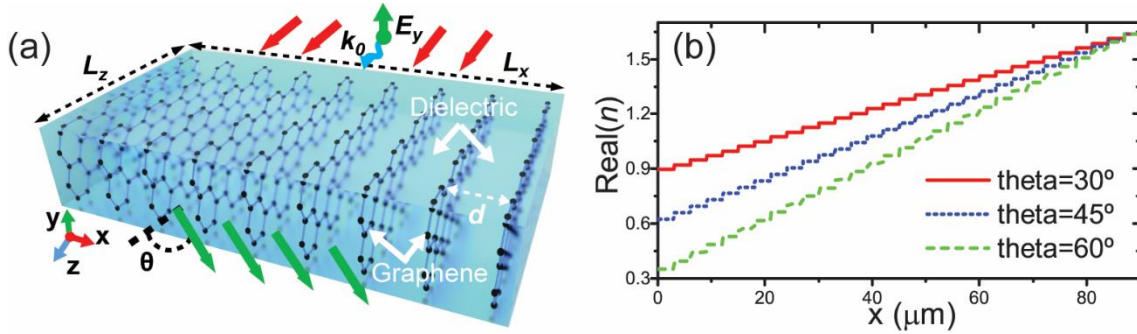 (a)
E_y
k_0
L_z
L_x
Dielectric
d
Graphene
y
x
z
θ
(b)
Real(n)
1.5
1.2
0.9
0.6
0.3
theta=30º
theta=45º
theta=60º
0 20 40 60 80
x (μm)